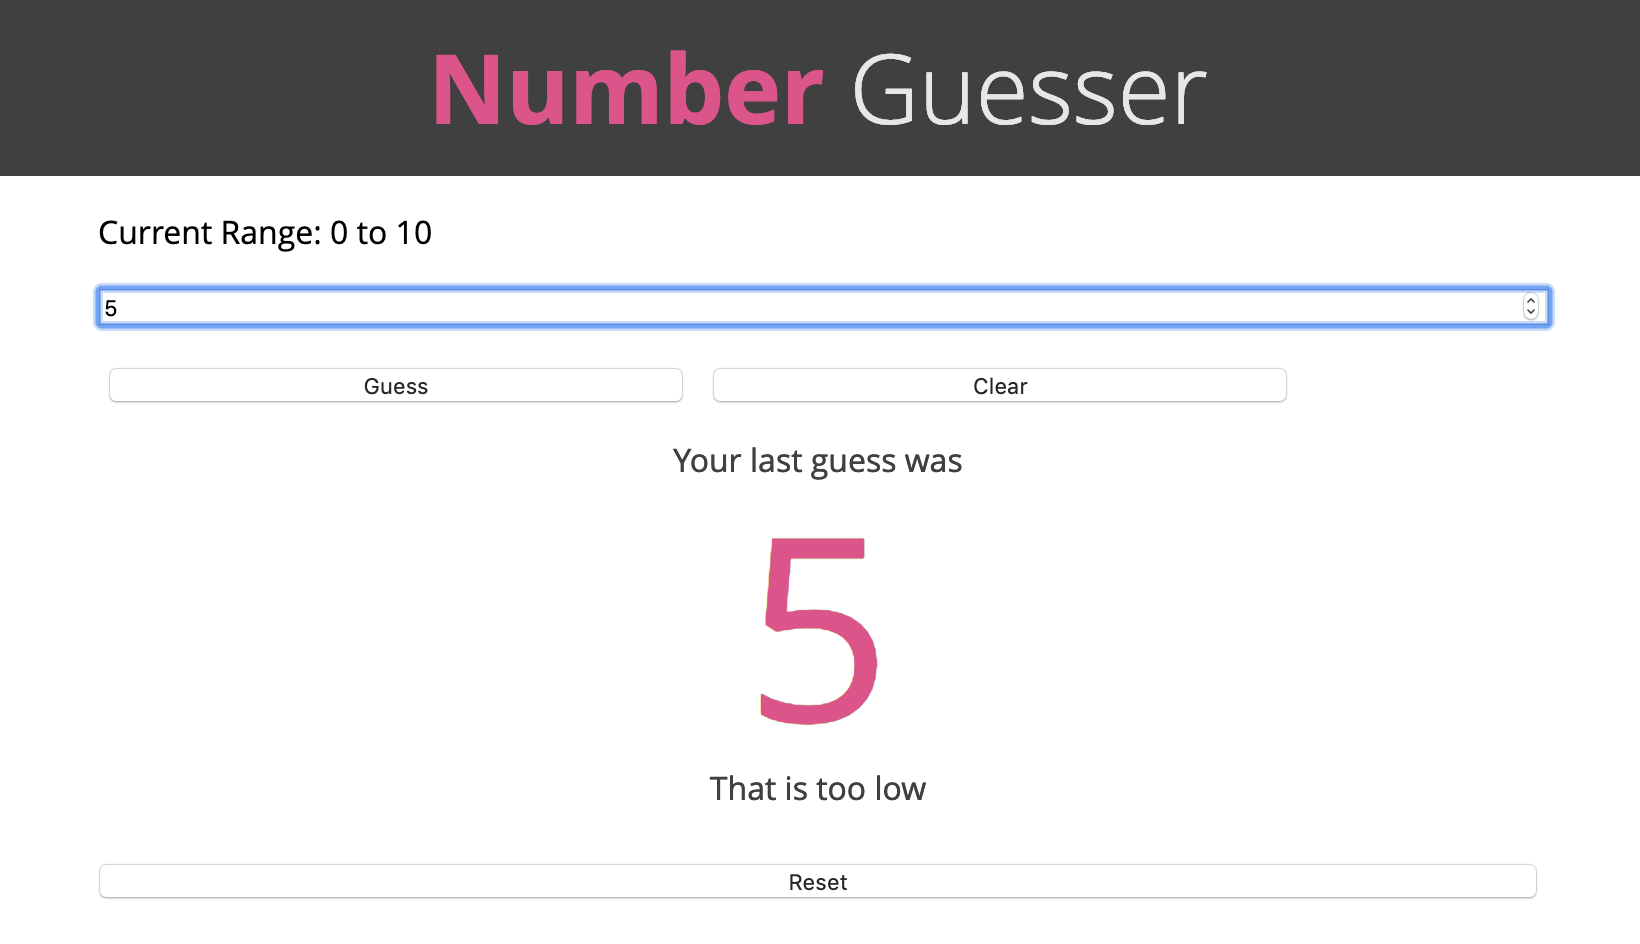 Number Guesser
Current Range: 0 to 10
5
Guess Clear
Your last guess was
5
That is too low
Reset